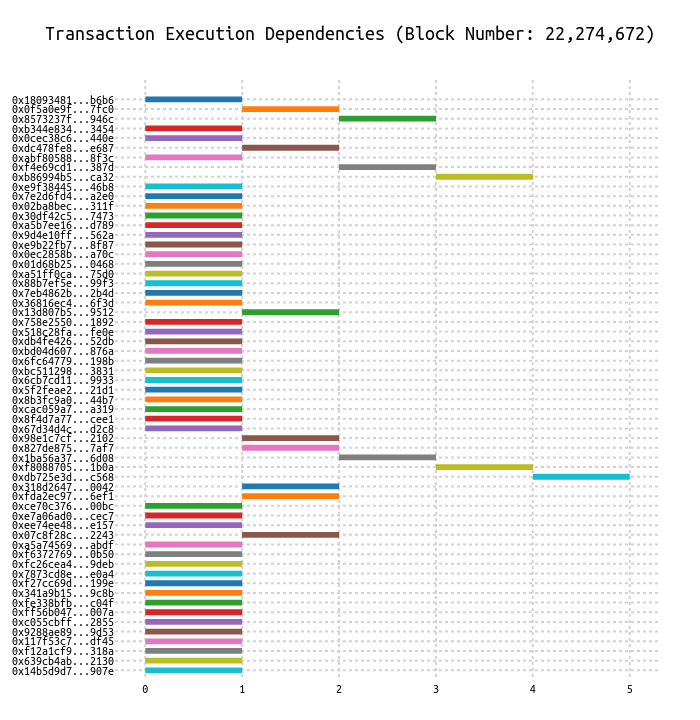 Transaction Execution Dependencies (Block Number: 22,274,672)
0x18093481...b6b6
0x0f5a0e9f...7fc0
0x8573237f...946c
0xb344e834...3454
0x0cec38c6...440e
0xdc478fe8...e687
0xabf80588...8f3c
0xf4e69cd1...387d
0xb86994b5...ca32
0xe9f38445...46b8
0x7e2d6fd4...a2e0
0x02ba8bec...311f
0x30df42c5...7473
0xa5b7ee16...d789
0x9d4e10ff...562a
0xe9b22fb7...8f87
0x0ec2858b...a70c
0x01d68b25...0468
0xa51ff0ca...75d0
0x88b7ef5e...99f3
0x7eb4862b...2b4d
0x36816ec4...6f3d
0x13d807b5...9512
0x758e2550...1892
0x518c28fa...fe0e
0xdb4fe426...52db
0xbd04d607...876a
0x6fc64779...198b
0xbc511298...3831
0x6cb7cd11...9933
0x5f2feae2...21d1
0x8b3fc9a0...44b7
0xcac059a7...a319
0x8f4d7a77...cee1
0x67d34d4c...d2c8
0x98e1c7cf...2102
0x827de875...7af7
0x1ba56a37...6d08
0xf8088705...1b0a
0xdb725e3d...c568
0x318d2647...0042
0xfda2ec97...6ef1
0xce70c376...00bc
0xe7a06ad0...cec7
0xee74ee48...e157
0x07c8f28c...2243
0xa5a74569...abdf
0xf6372769...0b50
0xfc26cea4...9deb
0x7873cd8e...e0a4
0xf27cc69d...199e
0x341a9b15...9c8b
0xfe338bfb...c04f
0xff56b047...007a
0xc055cbff...2855
0x9288ae89...9d53
0x117f53c7...df45
0xf12a1cf9...318a
0x639cb4ab...2130
0x14b5d9d7...907e
0 1 2 3 4 5